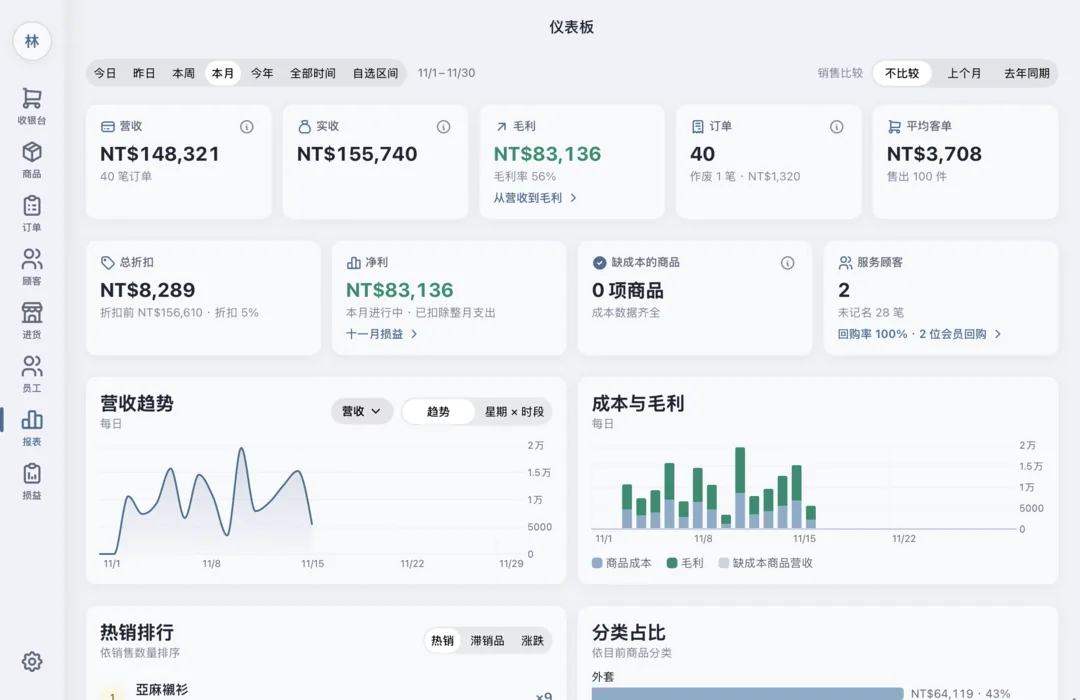 仪表板
林
收银台
商品
订单
顾客
进货
员工
报表
损益
今日 昨日 本周 本月 今年 全部时间 自选区间 11/1–11/30
销售比较 不比较 上个月 去年同期
营收
NT$148,321
40 笔订单
实收
NT$155,740
毛利
NT$83,136
毛利率 56%
从营收到毛利
订单
40
作废 1 笔 · NT$1,320
平均客单
NT$3,708
售出 100 件
总折扣
NT$8,289
折扣前 NT$156,610 · 折扣 5%
净利
NT$83,136
本月进行中 · 已扣除整月支出
十一月损益
缺成本的商品
0 项商品
成本数据齐全
服务顾客
2
未记名 28 笔
回购率 100% · 2 位会员回购
营收趋势
每日
营收 趋势 星期 × 时段
2万
1.5万
1万
5000
0
11/1 11/8 11/15 11/22 11/29
成本与毛利
每日
2万
1.5万
1万
5000
0
11/1 11/8 11/15 11/22
商品成本 毛利 缺成本商品营收
热销排行
依销售数量排序
热销 滞销品 涨跌
1 亞麻襯衫 ×9
分类占比
依目前商品分类
外套
NT$64,119 · 43%